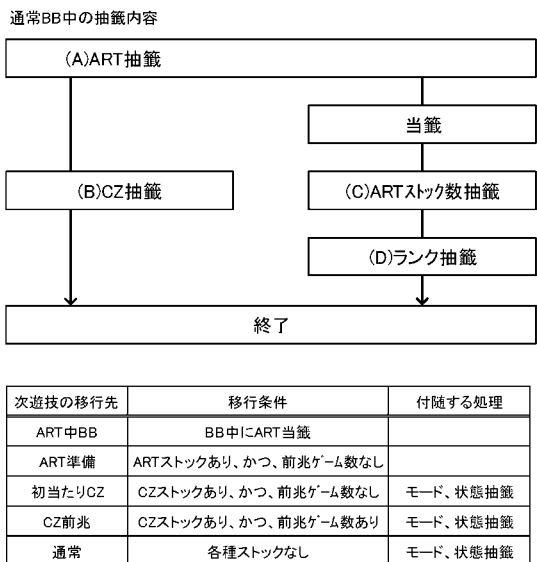 通常BB中の抽籤内容
(A)ART抽籤
当籤
(B)CZ抽籤
(C)ARTストック数抽籤
(D)ランク抽籤
終了
次遊技の移行先 移行条件 付随する処理
ART中BB BB中にART当籤
ART準備 ARTストックあり、かつ、前兆ゲーム数なし
初当たりCZ CZストックあり、かつ、前兆ゲーム数なし モード、状態抽籤
CZ前兆 CZストックあり、かつ、前兆ゲーム数あり モード、状態抽籤
通常 各種ストックなし モード、状態抽籤